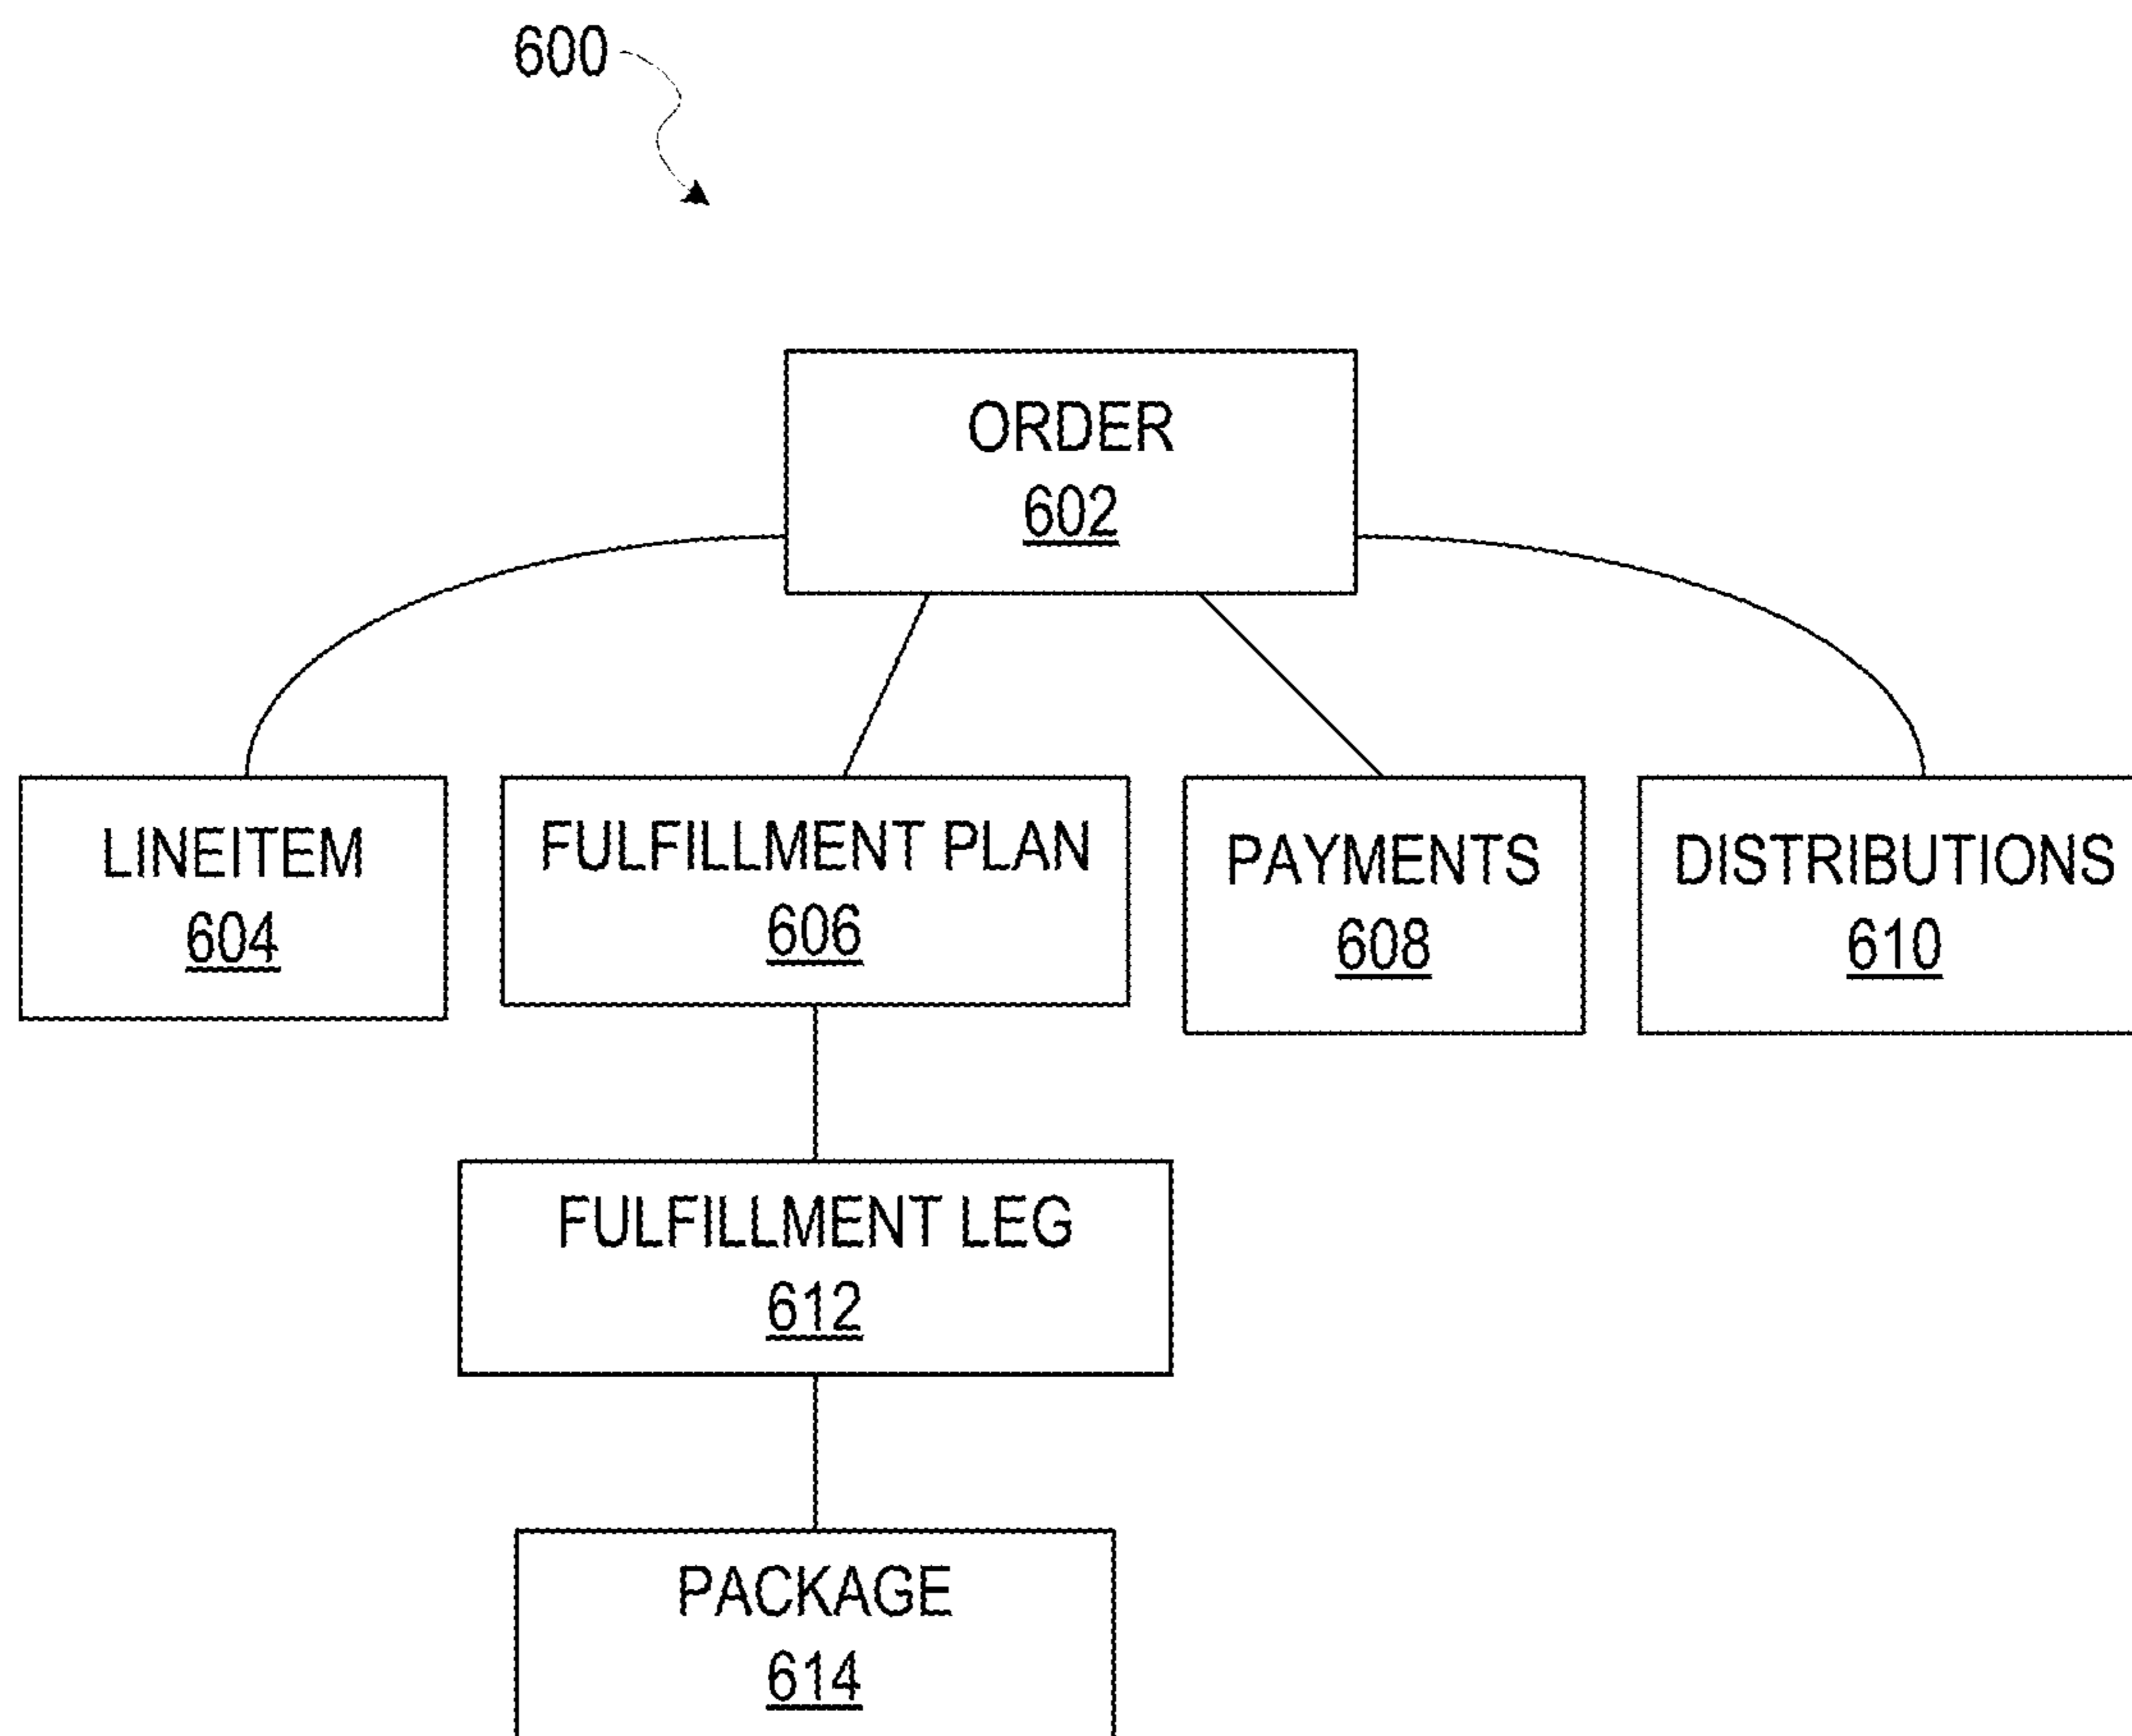 600
ORDER
602
LINEITEM
604
FULFILLMENT PLAN
606
PAYMENTS
608
DISTRIBUTIONS
610
FULFILLMENT LEG
612
PACKAGE
614